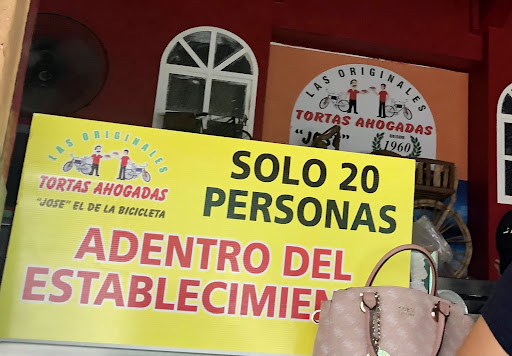 LAS ORIGINALES
TORTAS AHOGADAS
"JOSE" EL DE LA BICICLETA
SOLO 20
PERSONAS
ADENTRO DEL
LAS ORIGINALES
TORTAS AHOGADAS
"JOSE"
DESDE
1960